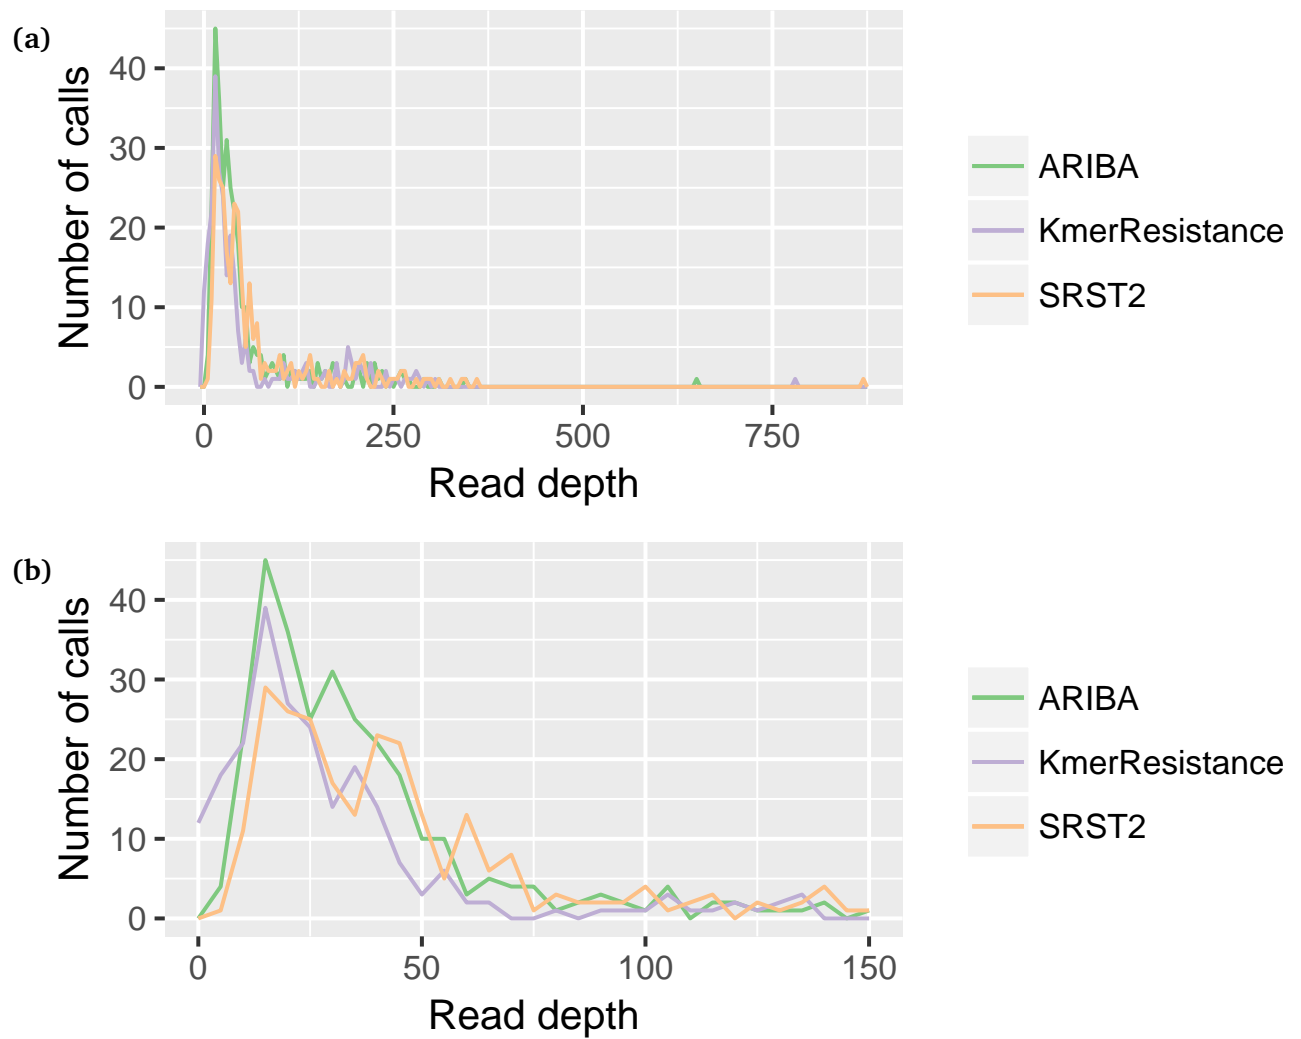 (a)
Number of calls
40
30
20
10
0
0 250 500 750
Read depth
ARIBA
KmerResistance
SRST2
(b)
Number of calls
40
30
20
10
0
0 50 100 150
Read depth
ARIBA
KmerResistance
SRST2